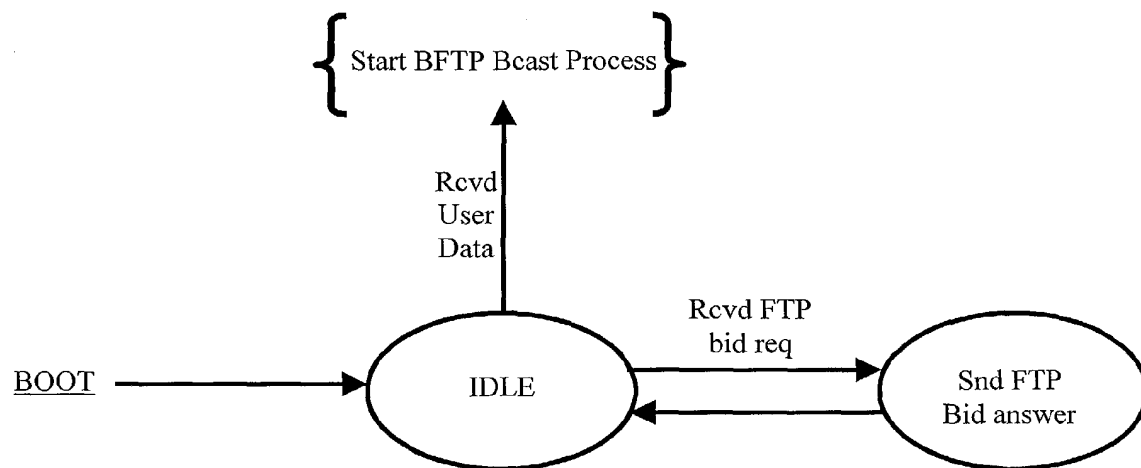 Start BFTP Bcast Process
Rcvd
User
Data
Rcvd FTP
bid req
BOOT
IDLE
Snd FTP
Bid answer